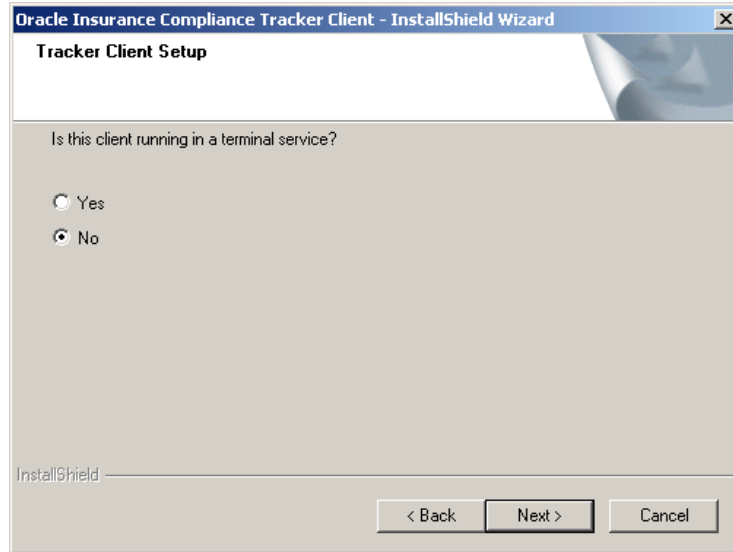 Oracle Insurance Compliance Tracker Client - InstallShield Wizard
Tracker Client Setup
Is this client running in a terminal service?
Yes
No
InstallShield
< Back Next > Cancel